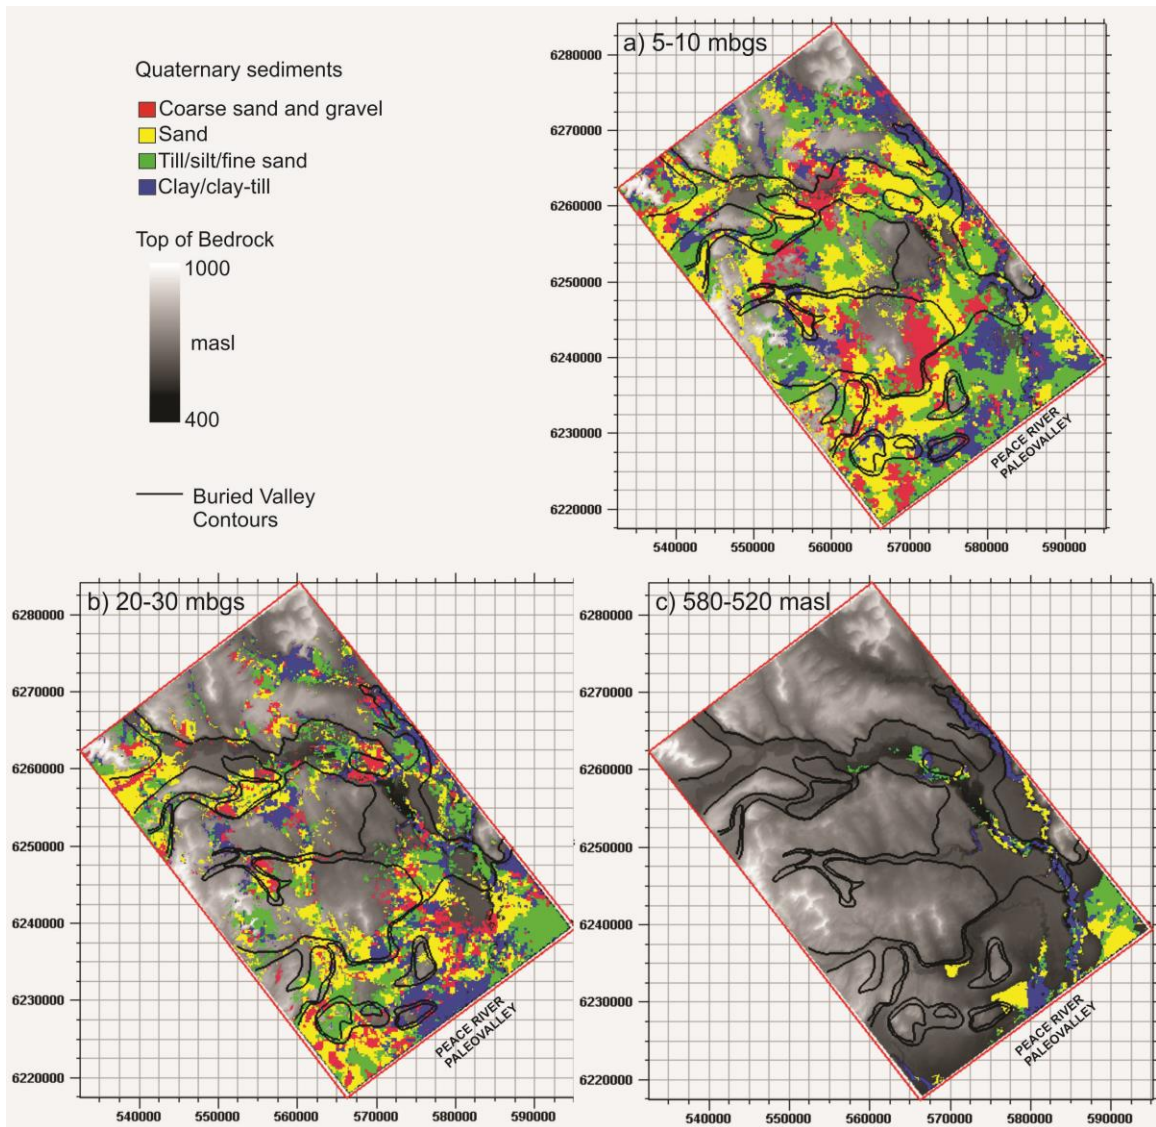 Quaternary sediments
Coarse sand and gravel
Sand
Till/silt/fine sand
Clay/clay-till
Top of Bedrock
1000
masl
400
Buried Valley
Contours
a) 5-10 mbgs
6280000
6270000
6260000
6250000
6240000
6230000
6220000
PEACE RIVER
PALEOVALLEY
540000 550000 560000 570000 580000 590000
b) 20-30 mbgs
6280000
6270000
6260000
6250000
6240000
6230000
6220000
PEACE RIVER
PALEOVALLEY
540000 550000 560000 570000 580000 590000
c) 580-520 masl
6280000
6270000
6260000
6250000
6240000
6230000
6220000
PEACE RIVER
PALEOVALLEY
540000 550000 560000 570000 580000 590000